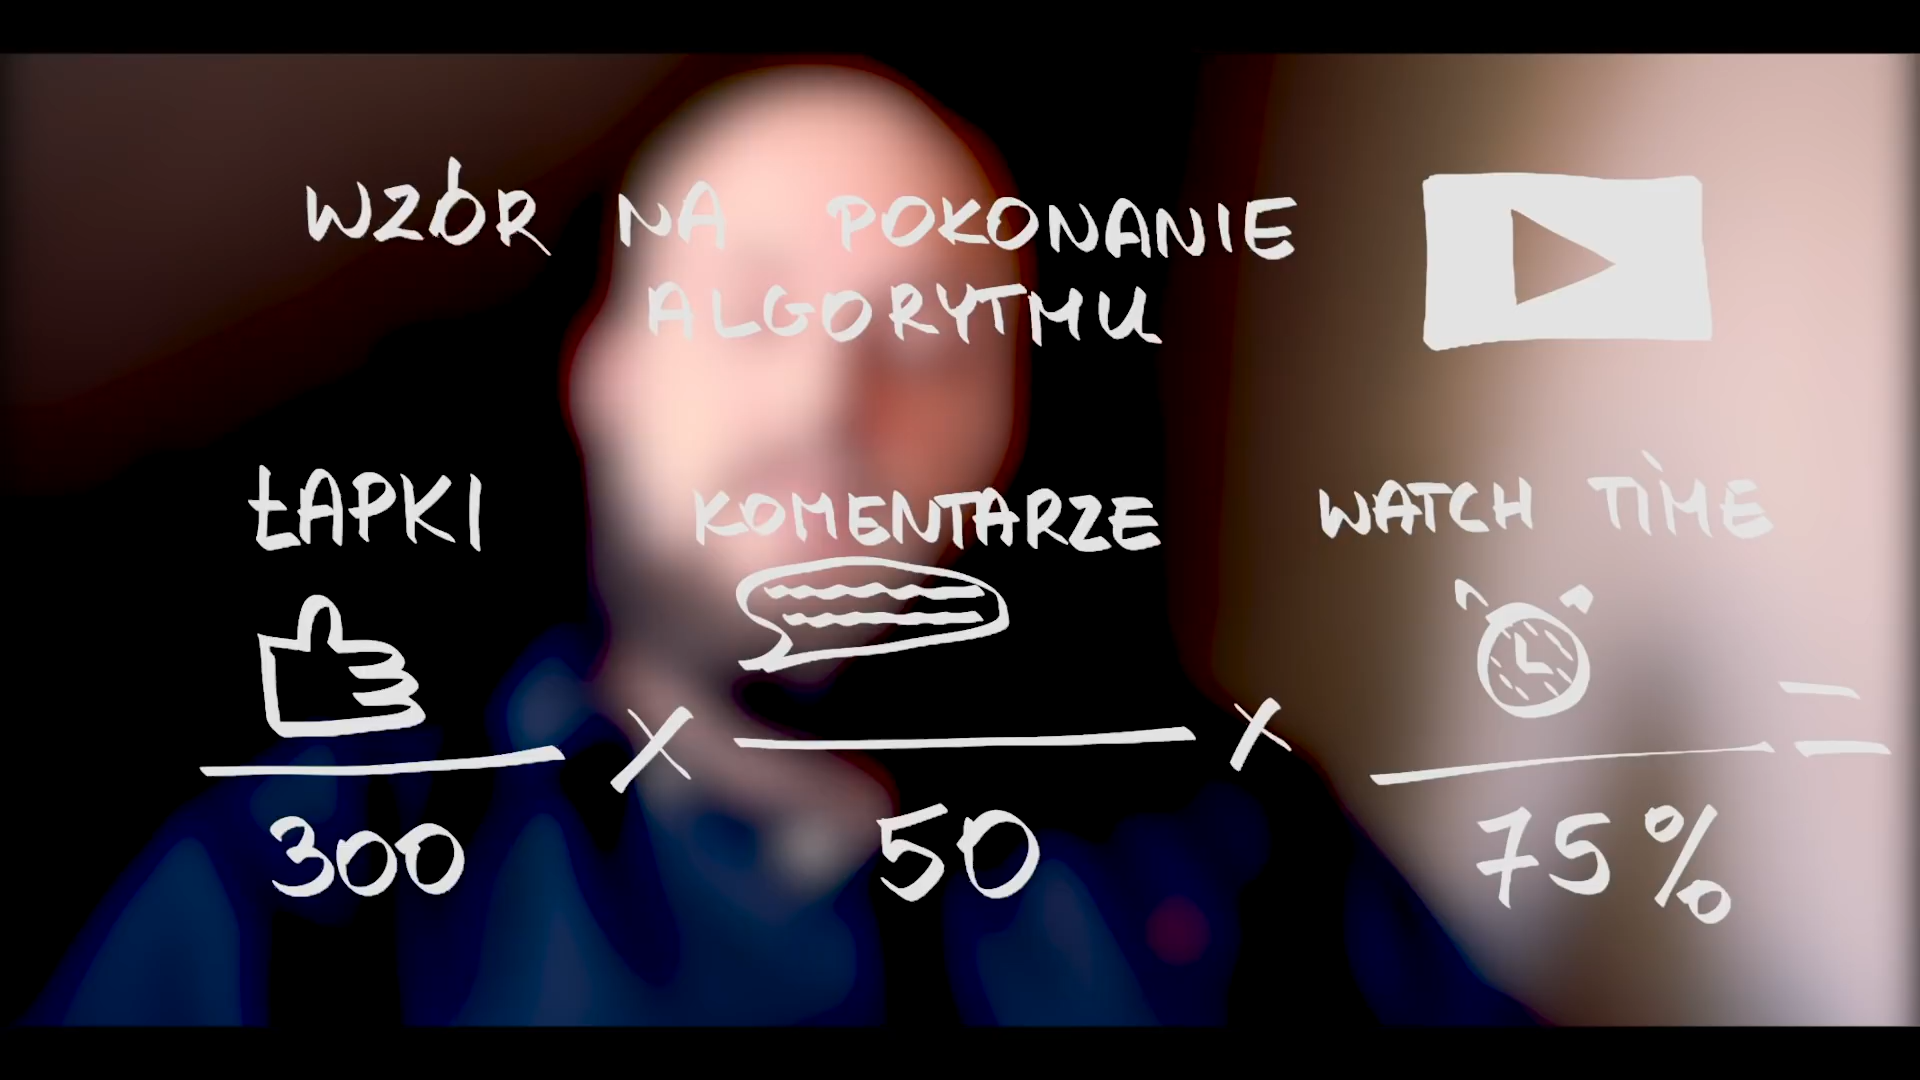 WZÓR NA POKONANIE
ALGORYTMU
ŁAPKI
KOMENTARZE
WATCH TIME
X
X
=
300
50
75%